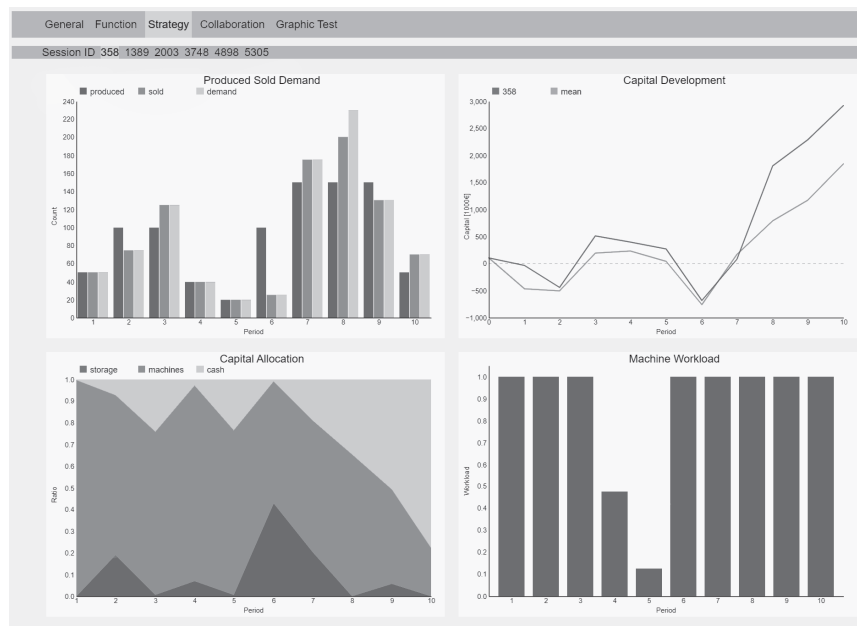 General Function Strategy Collaboration Graphic Test
Session ID 358 1389 2003 3748 4898 5305
Produced Sold Demand
produced sold demand
240
220
200
180
160
140
120
100
80
60
40
20
0
Count
1 2 3 4 5 6 7 8 9 10
Period
Capital Development
358 mean
3,000
2,500
2,000
1,500
1,000
500
0
−500
−1,000
Capital [1000€]
0 1 2 3 4 5 6 7 8 9 10
Period
Capital Allocation
storage machines cash
1.0
0.9
0.8
0.7
0.6
0.5
0.4
0.3
0.2
0.1
0.0
Ratio
1 2 3 4 5 6 7 8 9 10
Period
Machine Workload
1.0
0.9
0.8
0.7
0.6
0.5
0.4
0.3
0.2
0.1
0.0
Workload
1 2 3 4 5 6 7 8 9 10
Period